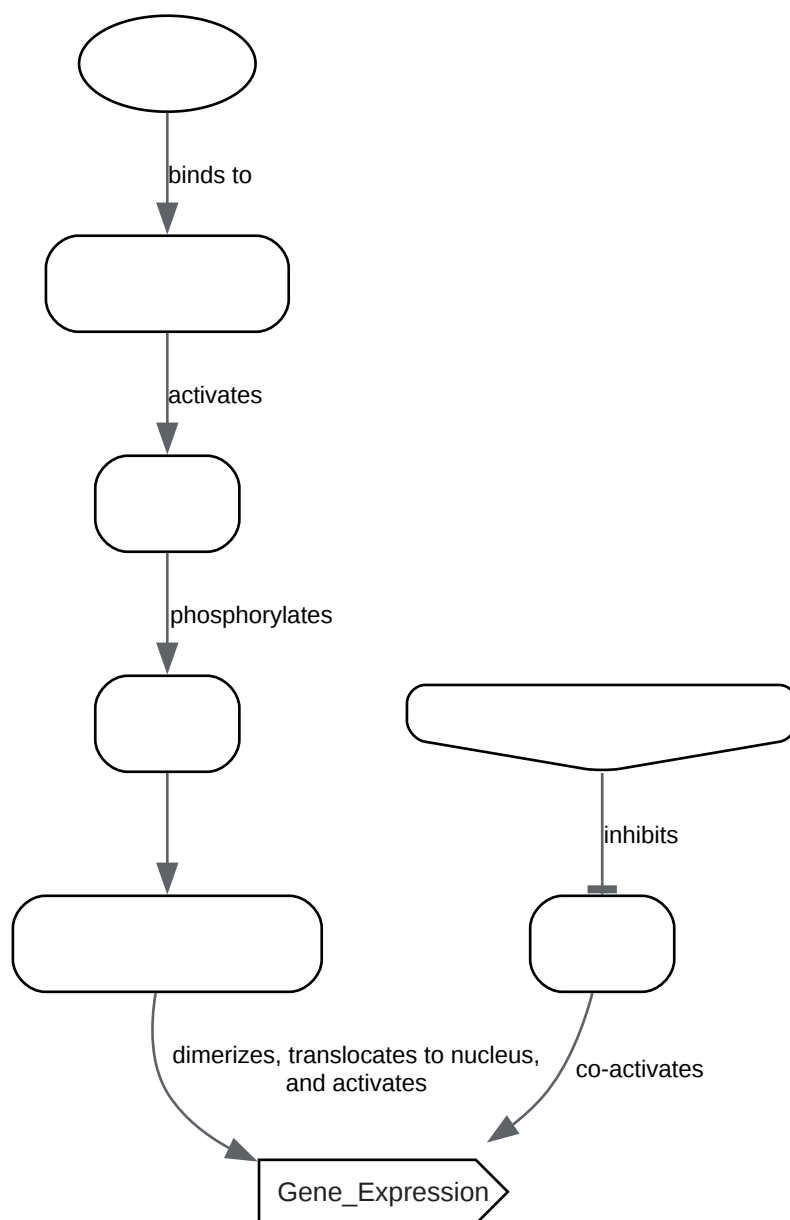 binds to
activates
phosphorylates
inhibits
dimerizes, translocates to nucleus,
and activates
co-activates
Gene_Expression